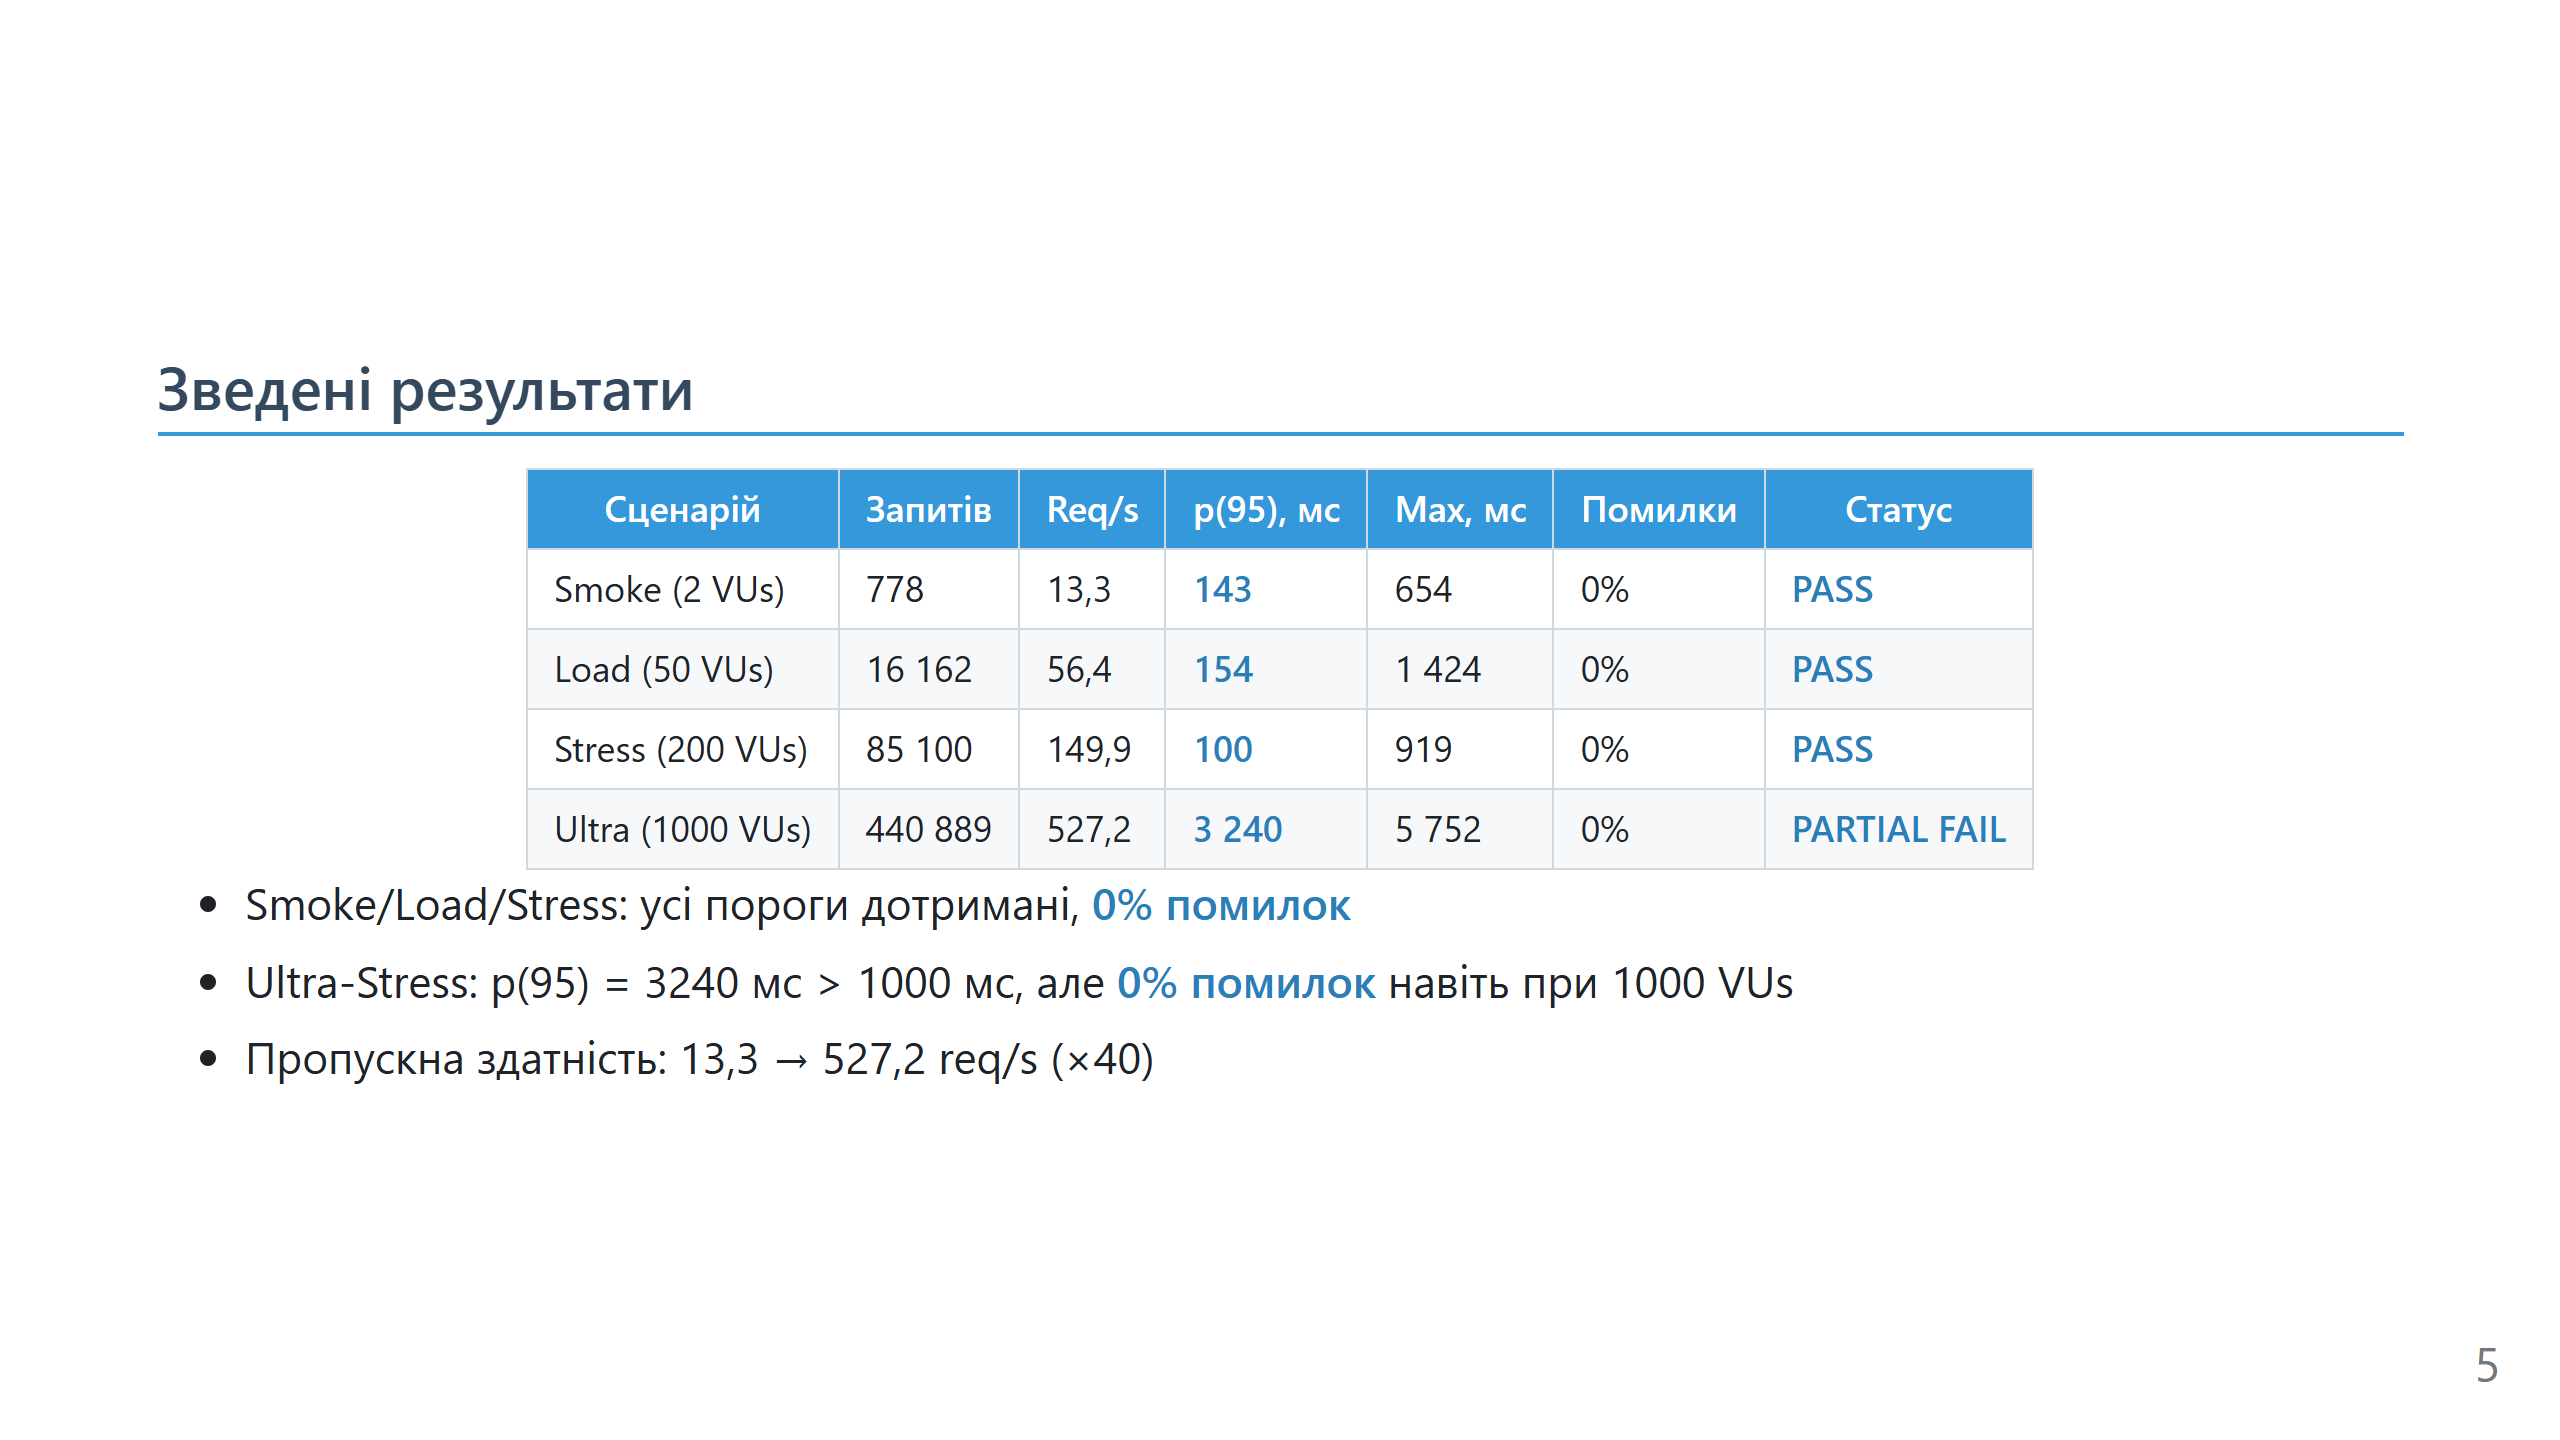 Зведені результати
Сценарій Запитів Req/s p(95), мс Max, мс Помилки Статус
Smoke (2 VUs) 778 13,3 143 654 0% PASS
Load (50 VUs) 16 162 56,4 154 1 424 0% PASS
Stress (200 VUs) 85 100 149,9 100 919 0% PASS
Ultra (1000 VUs) 440 889 527,2 3 240 5 752 0% PARTIAL FAIL
• Smoke/Load/Stress: усі пороги дотримані, 0% помилок
• Ultra-Stress: p(95) = 3240 мс > 1000 мс, але 0% помилок навіть при 1000 VUs
• Пропускна здатність: 13,3 → 527,2 req/s (×40)
5